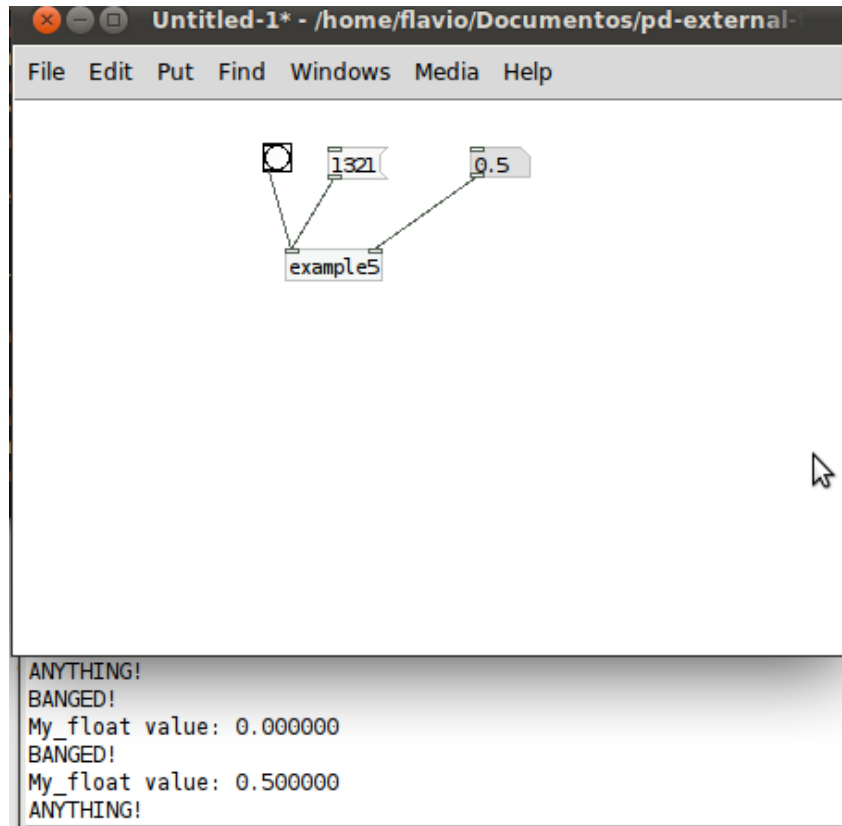 Untitled-1* - /home/flavio/Documentos/pd-external-
File Edit Put Find Windows Media Help
1321 0.5
example5
ANYTHING!
BANGED!
My_float value: 0.000000
BANGED!
My_float value: 0.500000
ANYTHING!